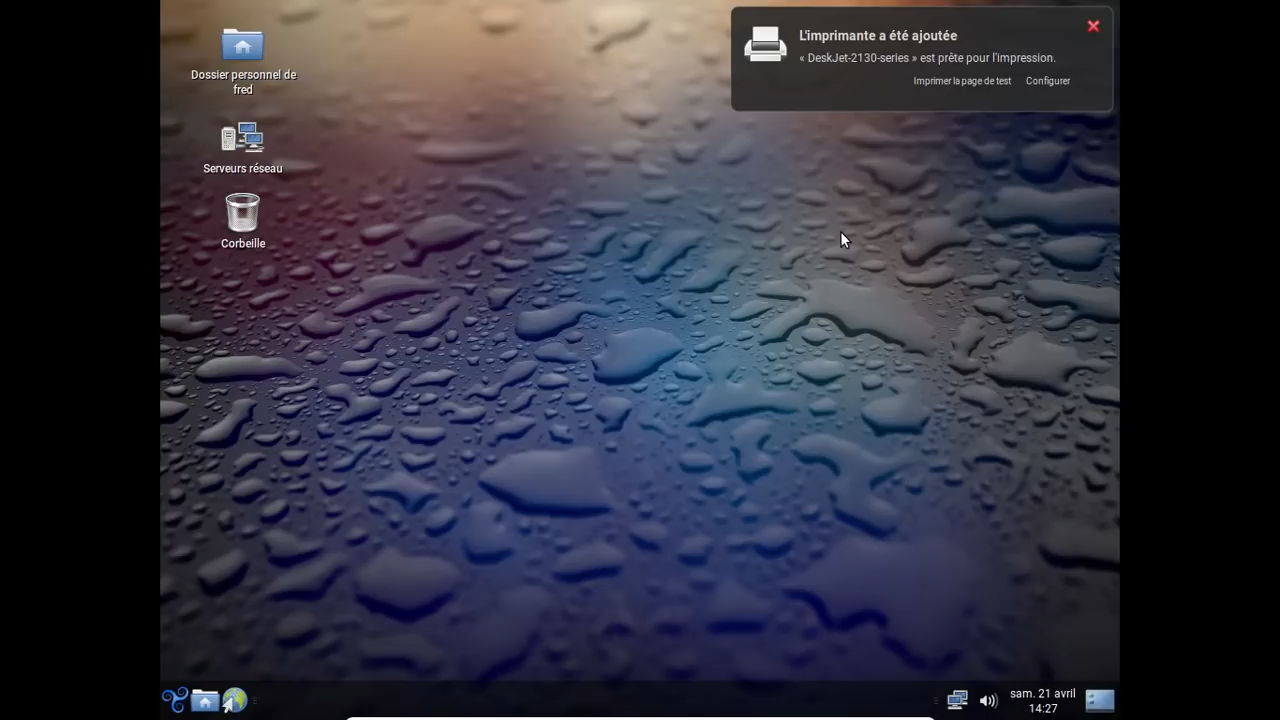 L'imprimante a été ajoutée
« DeskJet-2130-series » est prête pour l'impression.
Imprimer la page de test Configurer
Dossier personnel de
fred
Serveurs réseau
Corbeille
sam. 21 avril
14:27